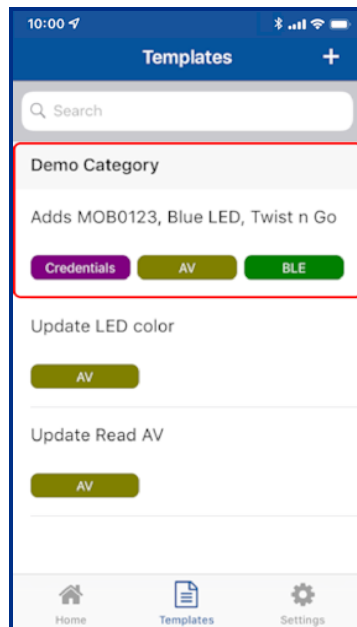 10:00
Templates +
Search
Demo Category
Adds MOB0123, Blue LED, Twist n Go
Credentials AV BLE
Update LED color
AV
Update Read AV
AV
Home Templates Settings